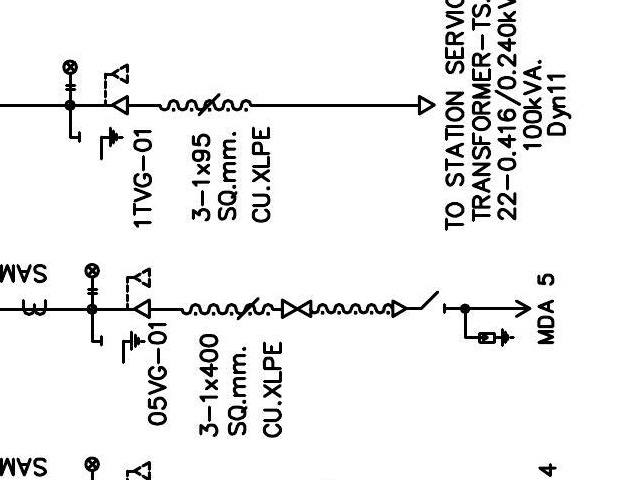 TO STATION SERVIC
TRANSFORMER-TS.
22-0.416/0.240kV
100kVA.
Dyn11
1TVG-01
3-1x95
SQ.mm.
CU.XLPE
SAM
05VG-01
3-1x400
SQ.mm.
CU.XLPE
MDA 5
SAM
4